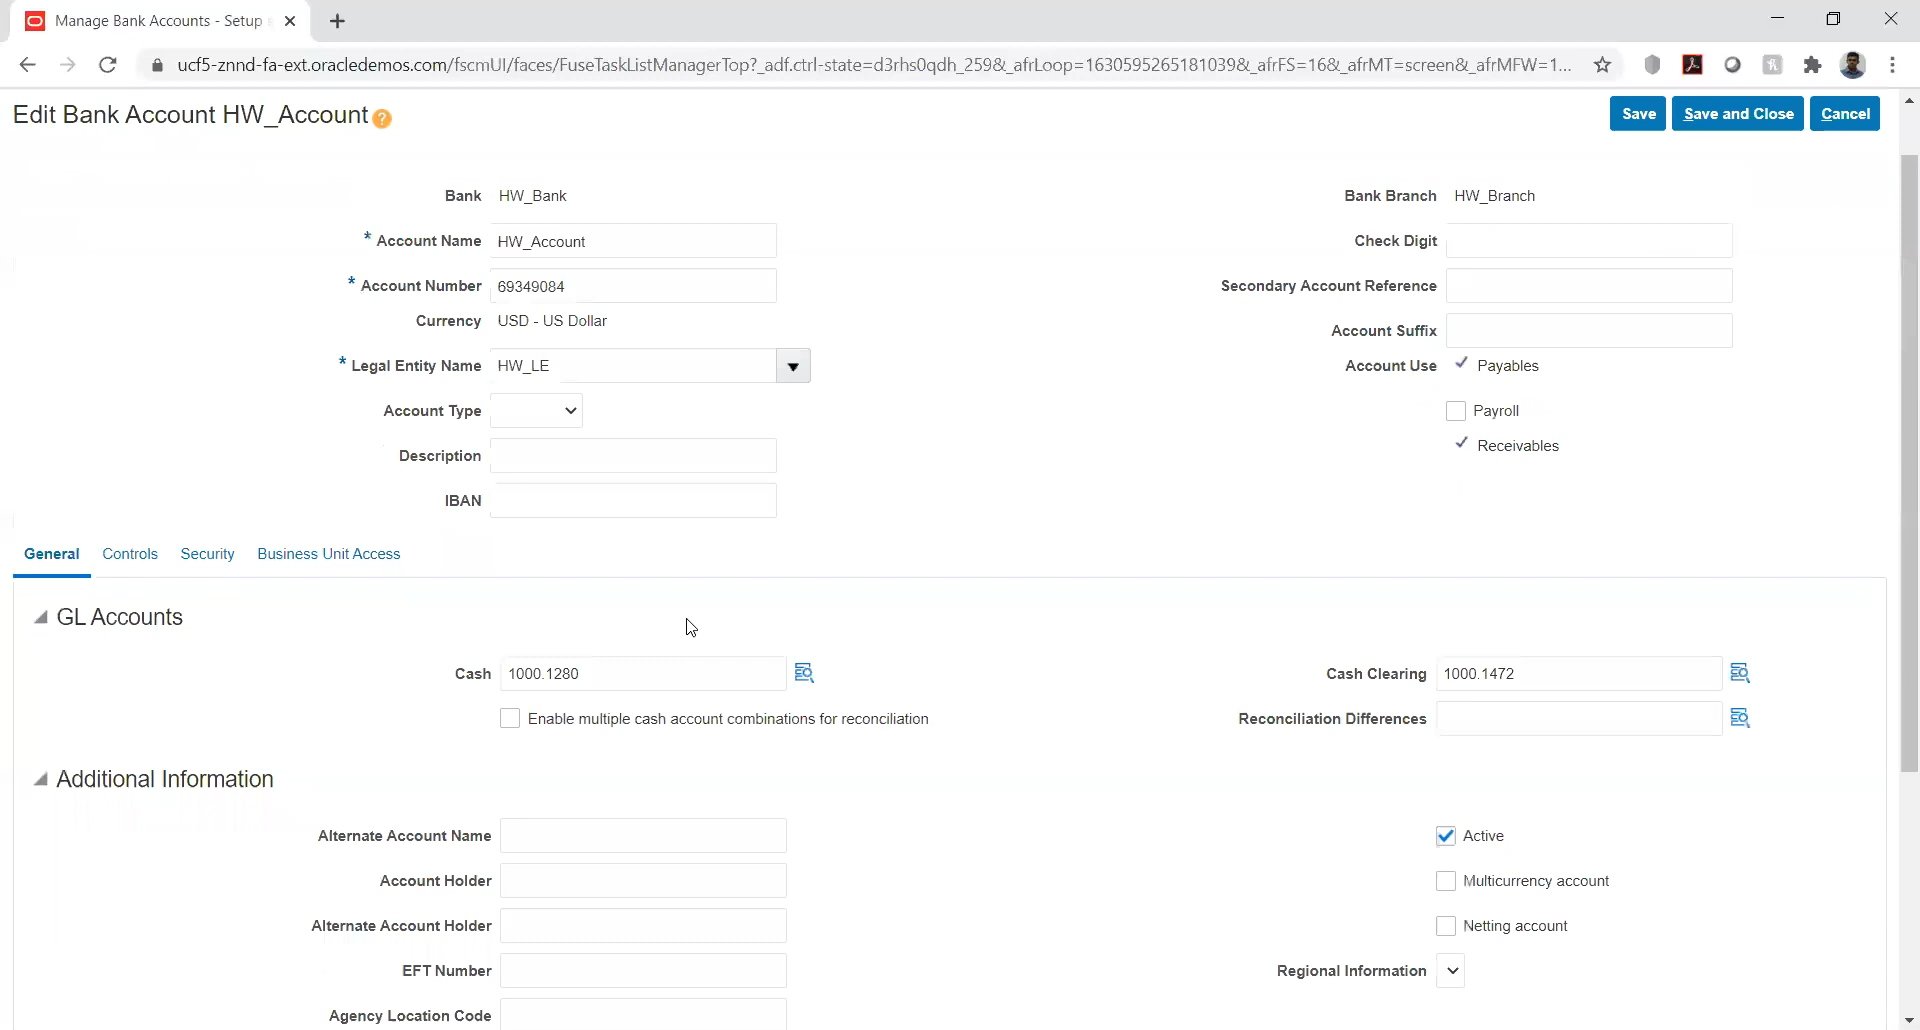 Manage Bank Accounts - Setup
ucf5-znnd-fa-ext.oracledemos.com/fscmUI/faces/FuseTaskListManagerTop?_adf.ctrl-state=d3rhs0qdh_259&_afrLoop=1630595265181039&_afrFS=16&_afrMT=screen&_afrMFW=1...
Edit Bank Account HW_Account ?
Save Save and Close Cancel
Bank HW_Bank
Bank Branch HW_Branch
* Account Name HW_Account
Check Digit
* Account Number 69349084
Secondary Account Reference
Currency USD - US Dollar
Account Suffix
* Legal Entity Name HW_LE
Account Use Payables
Account Type
Payroll
Description
Receivables
IBAN
General Controls Security Business Unit Access
GL Accounts
Cash 1000.1280
Cash Clearing 1000.1472
Enable multiple cash account combinations for reconciliation
Reconciliation Differences
Additional Information
Alternate Account Name
Active
Account Holder
Multicurrency account
Alternate Account Holder
Netting account
EFT Number
Regional Information
Agency Location Code